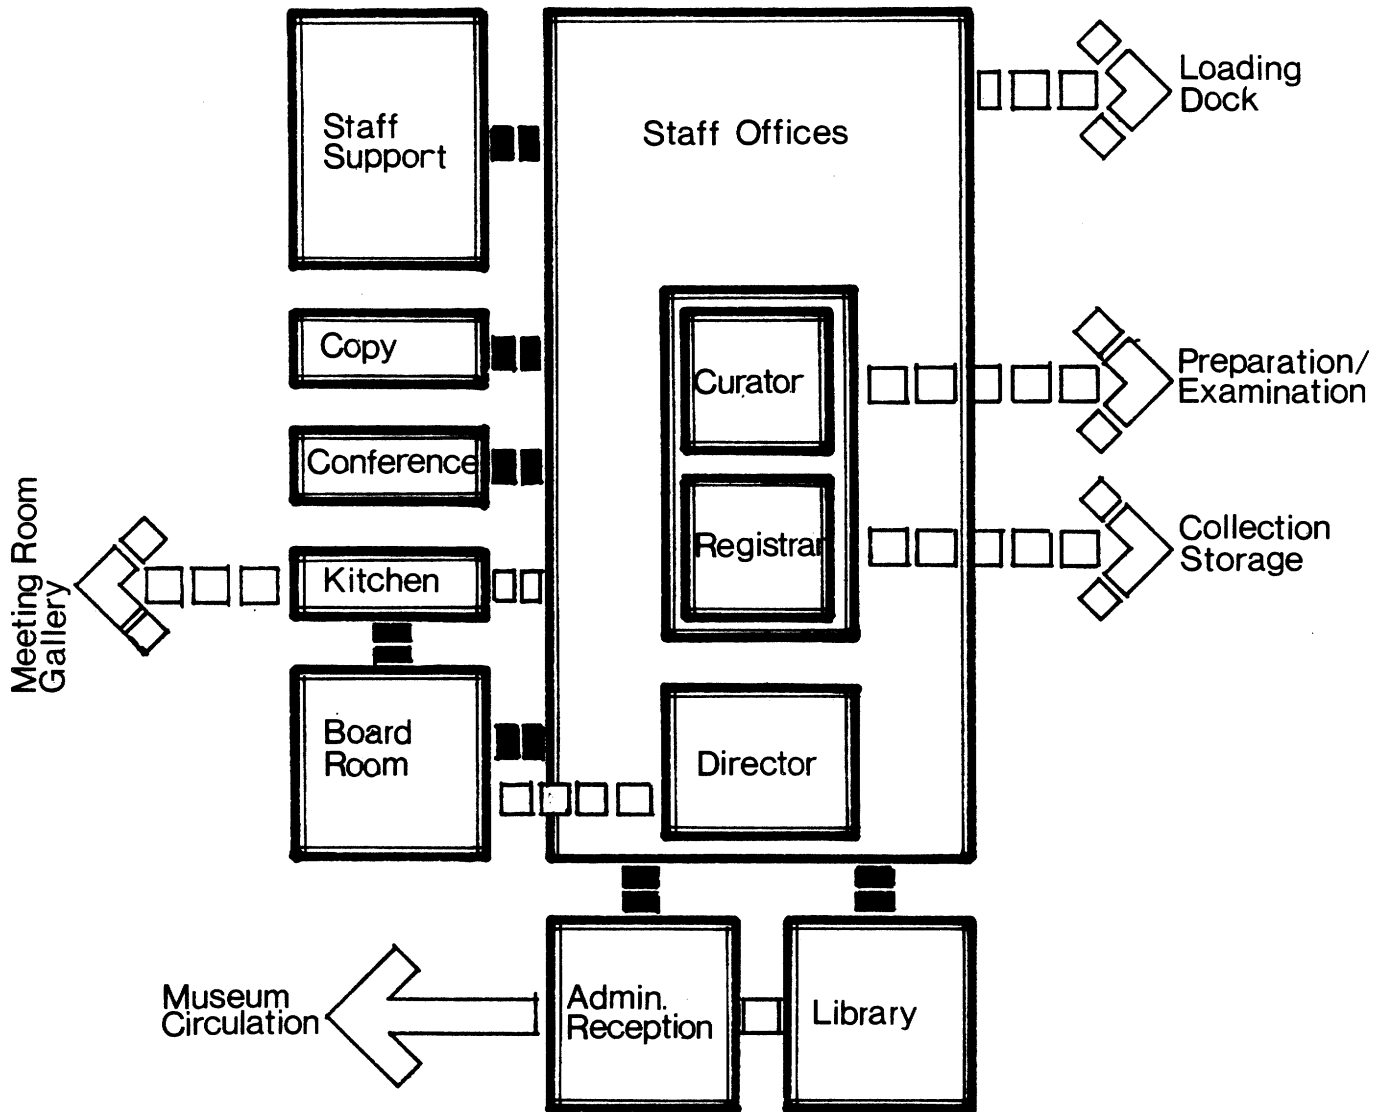 Staff
Support
Staff Offices
Loading
Dock
Copy
Curator
Preparation/
Examination
Conference
Meeting Room
Gallery
Kitchen
Registrar
Collection
Storage
Board
Room
Director
Museum
Circulation
Admin.
Reception
Library